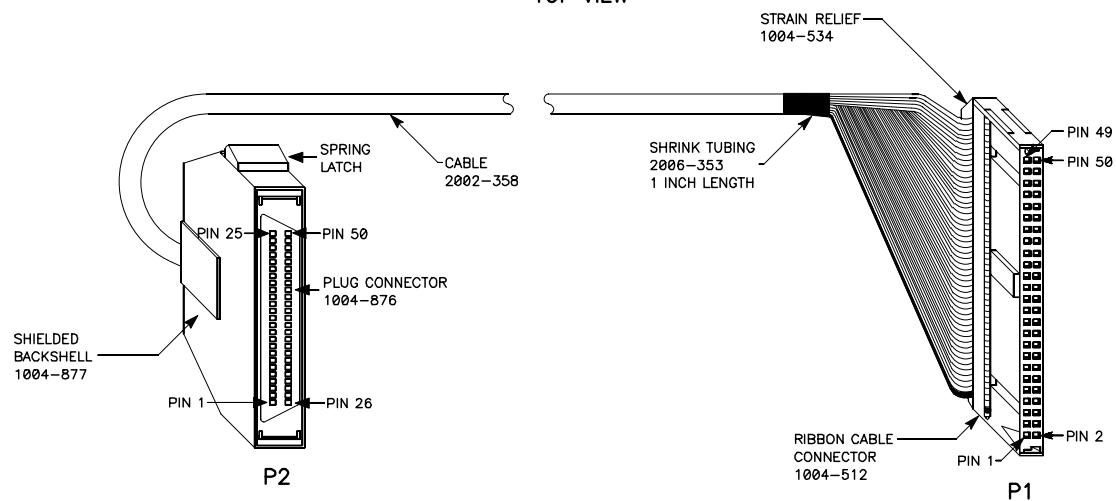 TOP VIEW
STRAIN RELIEF
1004-534
PIN 49
PIN 50
SPRING
LATCH
CABLE
2002-358
SHRINK TUBING
2006-353
1 INCH LENGTH
PIN 25
PIN 50
PLUG CONNECTOR
1004-876
SHIELDED
BACKSHELL
1004-877
PIN 1
PIN 26
P2
RIBBON CABLE
CONNECTOR
1004-512
PIN 1
PIN 2
P1